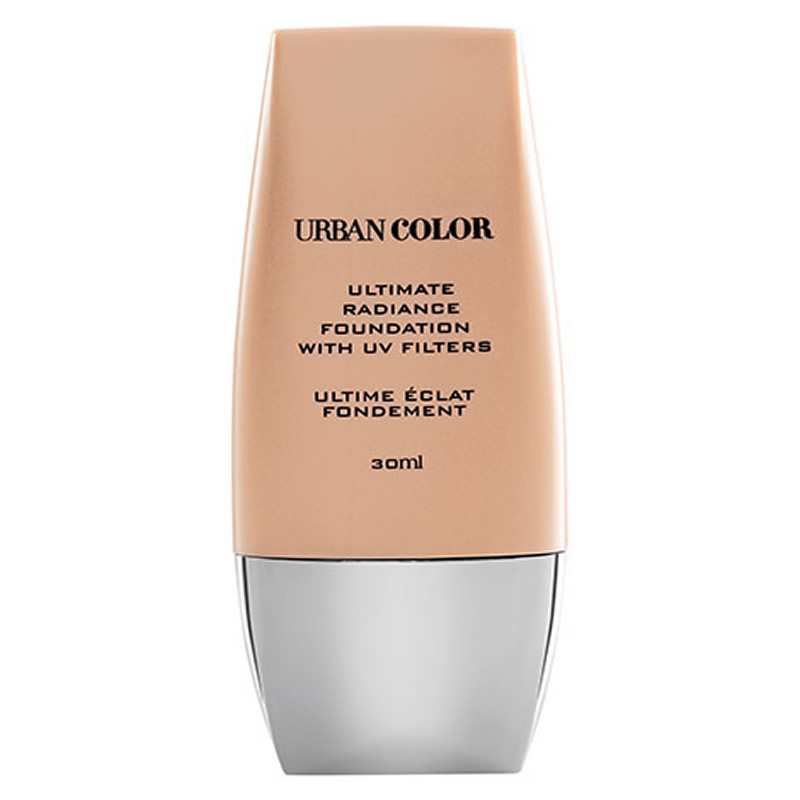 URBAN COLOR
ULTIMATE
RADIANCE
FOUNDATION
WITH UV FILTERS
ULTIME ÉCLAT
FONDEMENT
30ml